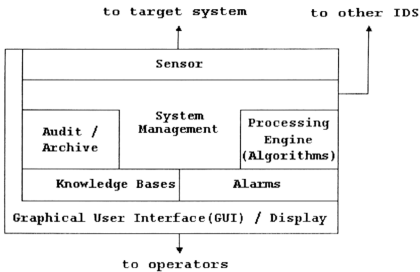 to target system
to other IDS
Sensor
System
Management
Audit /
Archive
Processing
Engine
(Algorithms)
Knowledge Bases
Alarms
Graphical User Interface(GUI) / Display
to operators